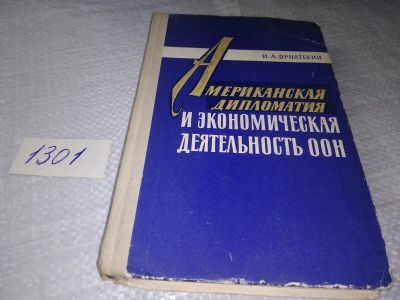 И.А.ОРНАТСКИЙ
АМЕРИКАНСКАЯ
ДИПЛОМАТИЯ
И ЭКОНОМИЧЕСКАЯ
ДЕЯТЕЛЬНОСТЬ ООН
1301